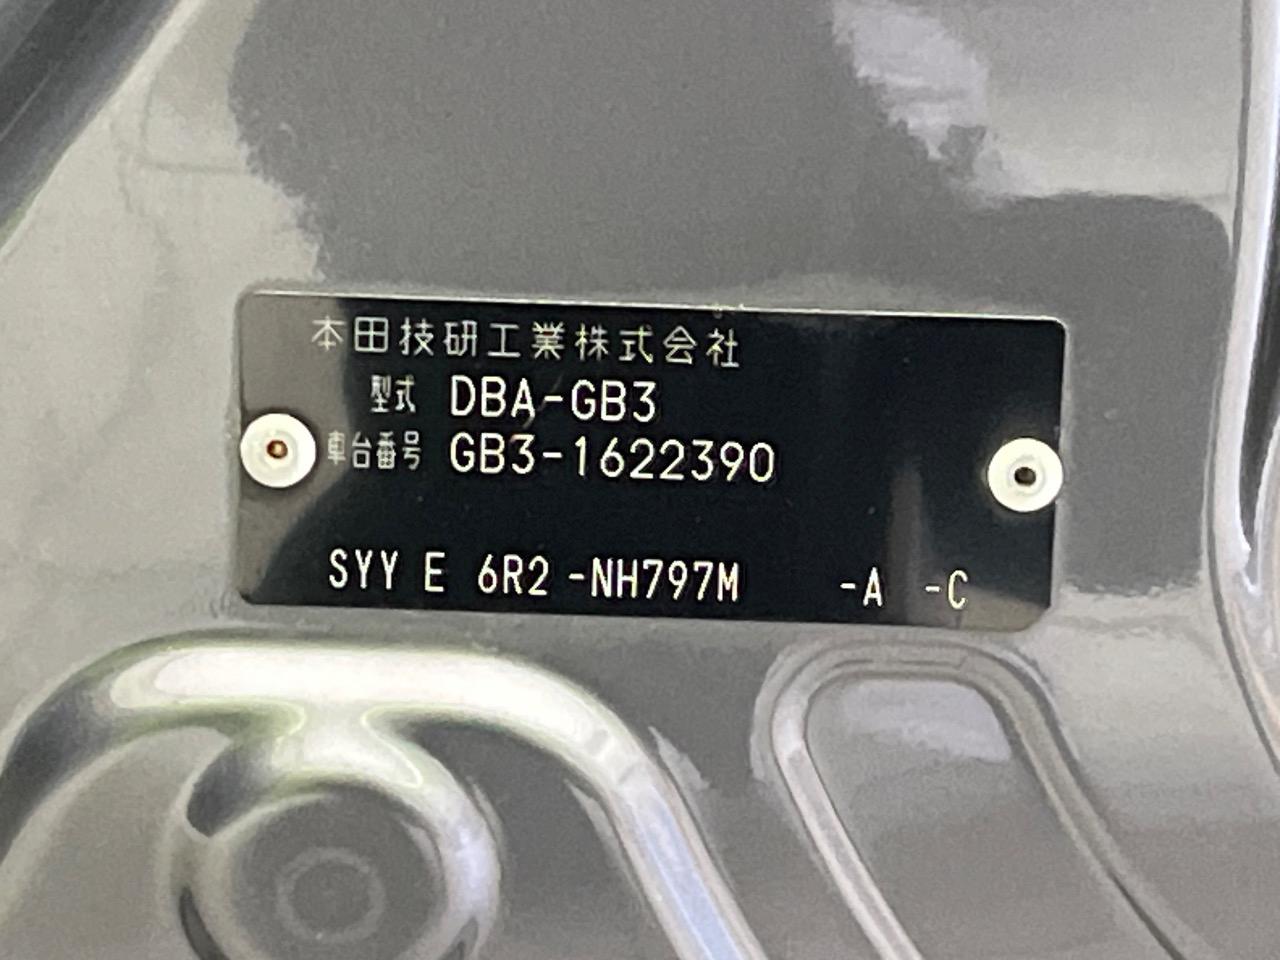 本田技研工業株式会社
型式 DBA-GB3
車台番号 GB3-1622390
SYY E 6R2 -NH797M -A -C